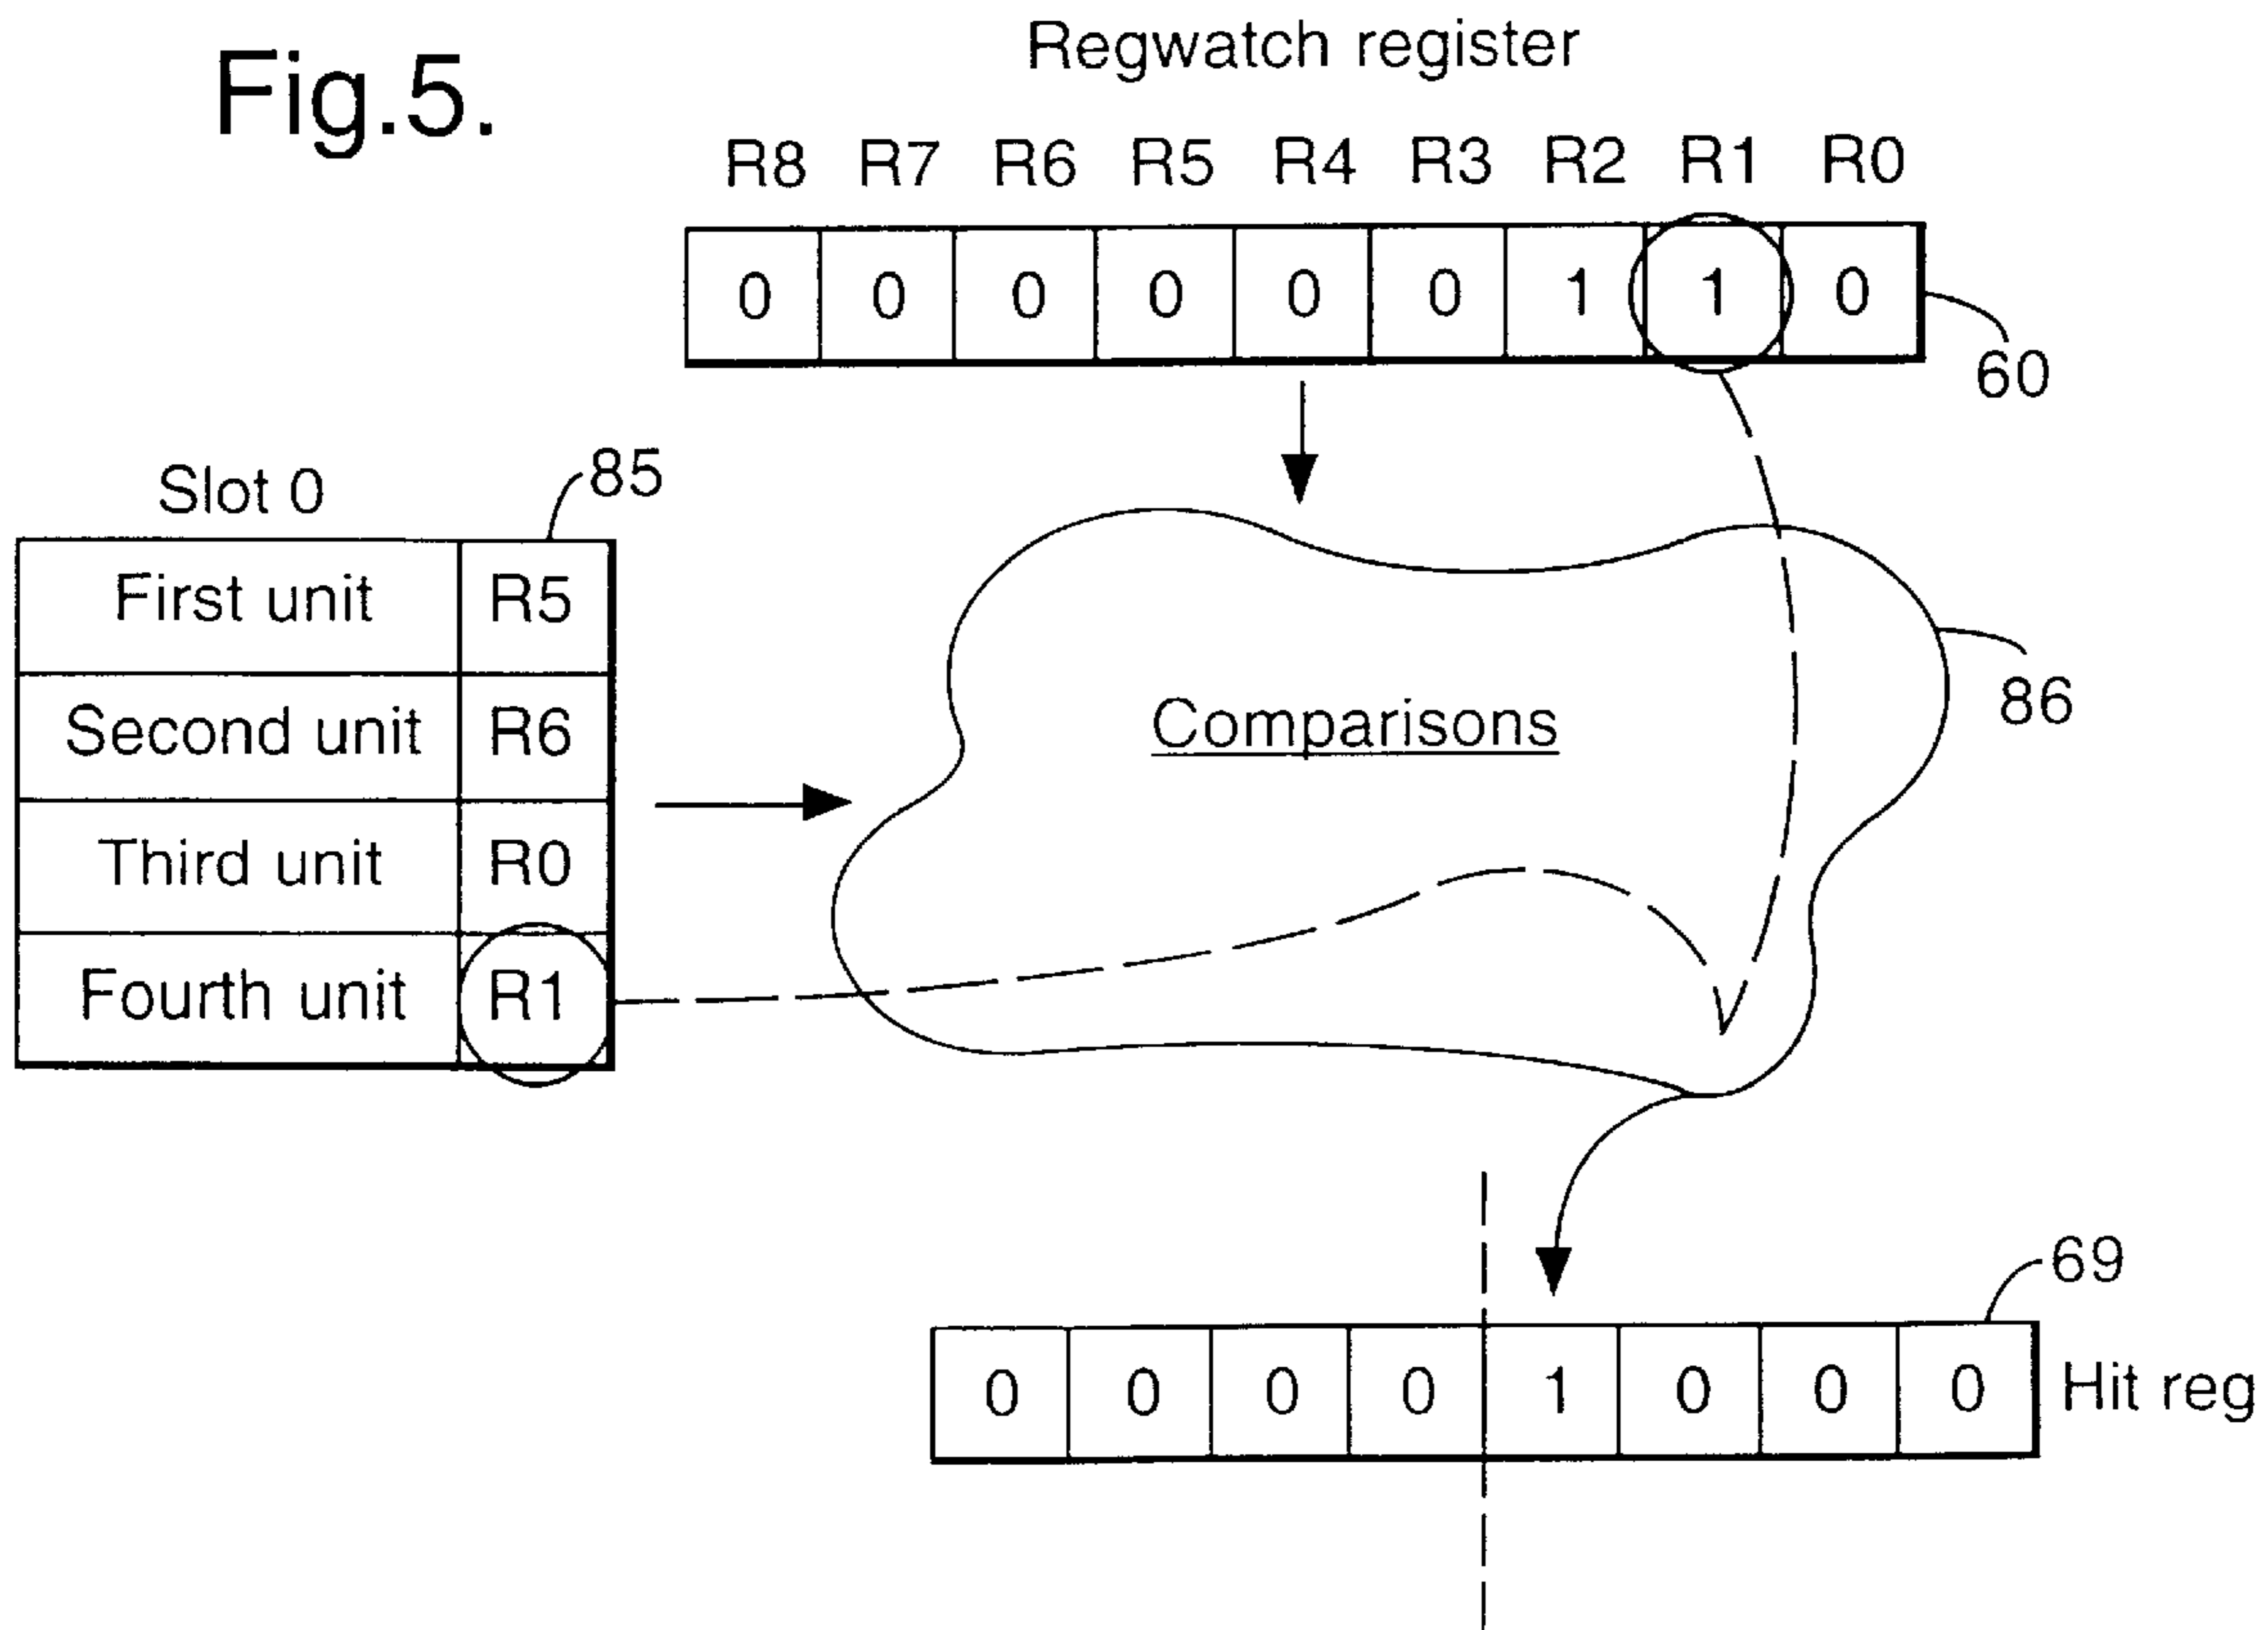 Fig.5.
Regwatch register
R8 R7 R6 R5 R4 R3 R2 R1 R0
0 0 0 0 0 0 1 1 0
60
Slot 0
85
First unit R5
Second unit R6
Third unit R0
Fourth unit R1
Comparisons
86
69
0 0 0 0 1 0 0 0 Hit reg